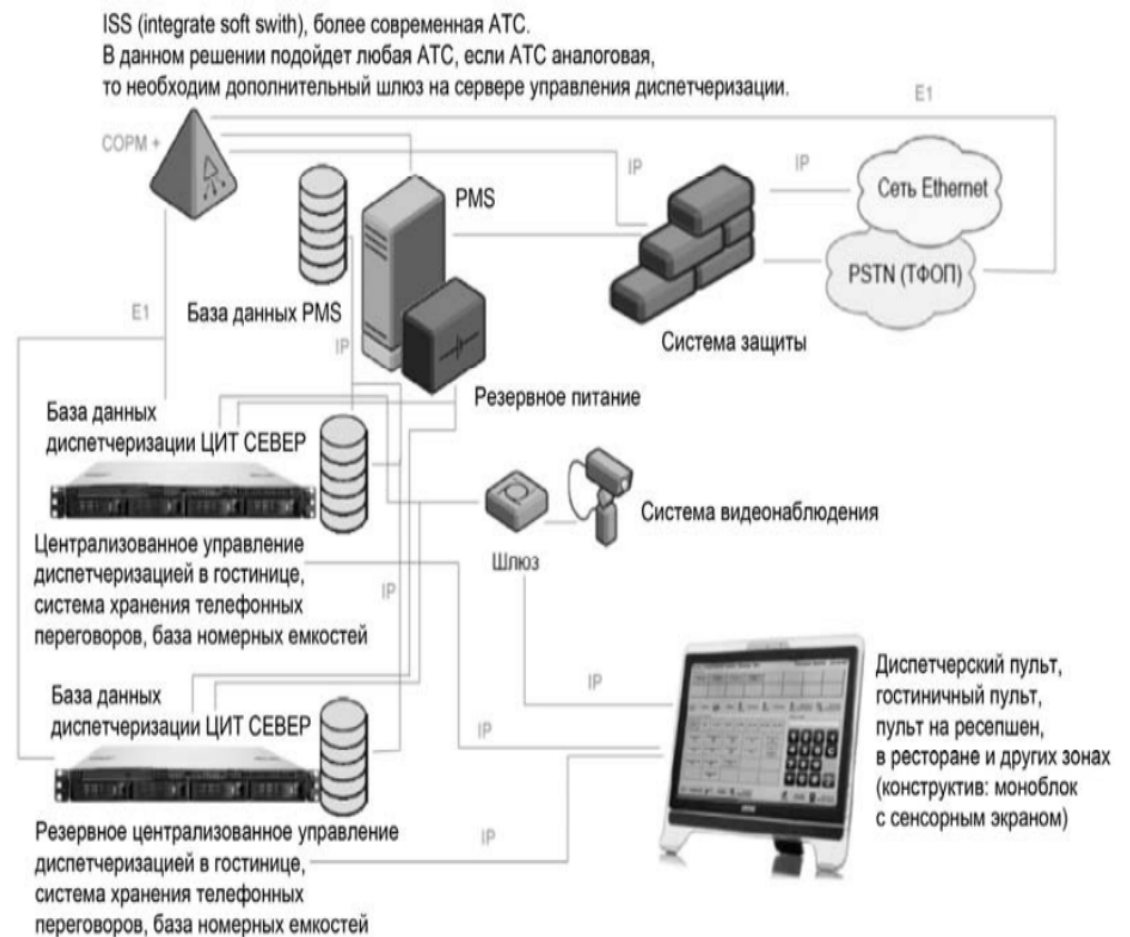 ISS (integrate soft swith), более современная АТС.
В данном решении подойдет любая АТС, если АТС аналоговая,
то необходим дополнительный шлюз на сервере управления диспетчеризации.
E1
СОРМ +
IP
IP
PMS
Сеть Ethernet
PSTN (ТФОП)
E1
База данных PMS
IP
Система защиты
Резервное питание
База данных
диспетчеризации ЦИТ СЕВЕР
Система видеонаблюдения
Шлюз
Централизованное управление
диспетчеризацией в гостинице,
система хранения телефонных
переговоров, база номерных емкостей
IP
База данных
диспетчеризации ЦИТ СЕВЕР
IP
IP
Диспетчерский пульт,
гостиничный пульт,
пульт на ресепшен,
в ресторане и других зонах
(конструктив: моноблок
с сенсорным экраном)
Резервное централизованное управление
диспетчеризацией в гостинице,
система хранения телефонных
переговоров, база номерных емкостей
IP